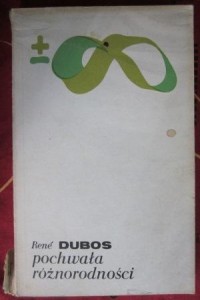 ±∞
René DUBOS
pochwała
różnorodności